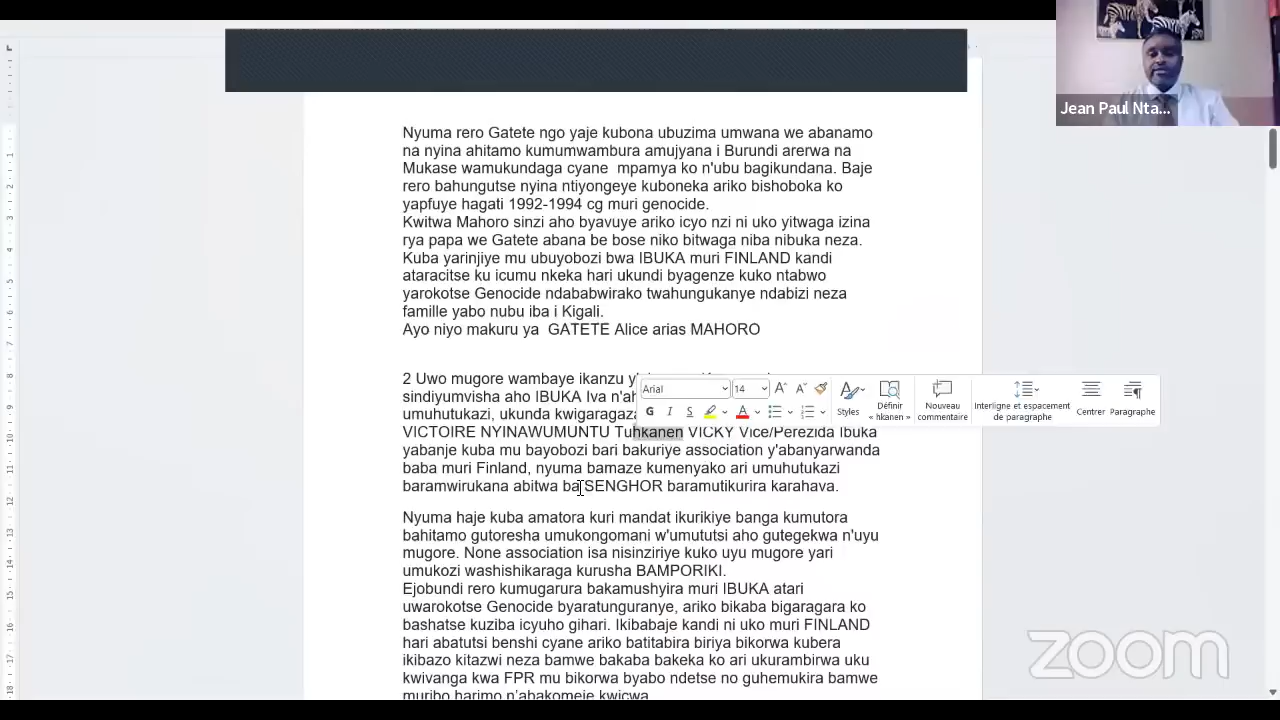 Jean Paul Nta...
Nyuma rero Gatete ngo yaje kubona ubuzima umwana we abanamo
na nyina ahitamo kumumwambura amujyana i Burundi arerwa na
Mukase wamukundaga cyane mpamya ko n'ubu bagikundana. Baje
rero bahungutse nyina ntiyongeye kuboneka ariko bishoboka ko
yapfuye hagati 1992-1994 cg muri genocide.
Kwitwa Mahoro sinzi aho byavuye ariko icyo nzi ni uko yitwaga izina
rya papa we Gatete abana be bose niko bitwaga niba nibuka neza.
Kuba yarinjiye mu ubuyobozi bwa IBUKA muri FINLAND kandi
ataracitse ku icumu nkeka hari ukundi byagenze kuko ntabwo
yarokotse Genocide ndababwirako twahungukanye ndabizi neza
famille yabo nubu iba i Kigali.
Ayo niyo makuru ya GATETE Alice arias MAHORO
2 Uwo mugore wambaye ikanzu
sindiyumvisha aho IBUKA Iva
umuhutukazi, ukunda
Arial
14
G I S
Styles
Définir
« hkanen »
Nouveau
commentaire
Interligne et espacement
de paragraphe
Centrer
Paragraphe
VICTOIRE NYINAWUMUNTU Tuhkanen VICKY Vice/Perezida Ibuka
yabanje kuba mu bayobozi bari bakuriye association y'abanyarwanda
baba muri Finland, nyuma bamaze kumenyako ari umuhutukazi
baramwirukana abitwa ba SENGHOR baramutikurira karahava.
Nyuma haje kuba amatora kuri mandat ikurikiye banga kumutora
bahitamo gutoresha umukongomani w'umututsi aho gutegekwa n'uyu
mugore. None association isa nisinziriye kuko uyu mugore yari
umukozi washishikaraga kurusha BAMPORIKI.
Ejobundi rero kumugarura bakamushyira muri IBUKA atari
uwarokotse Genocide byaratunguranye, ariko bikaba bigaragara ko
bashatse kuziba icyuho gihari. Ikibabaje kandi ni uko muri FINLAND
hari abatutsi benshi cyane ariko batitabira biriya bikorwa kubera
ikibazo kitazwi neza bamwe bakaba bakeka ko ari ukurambirwa uku
kwivanga kwa FPR mu bikorwa byabo ndetse no guhemukira bamwe
muribo harimo n'abakomeje kwicwa
zoom